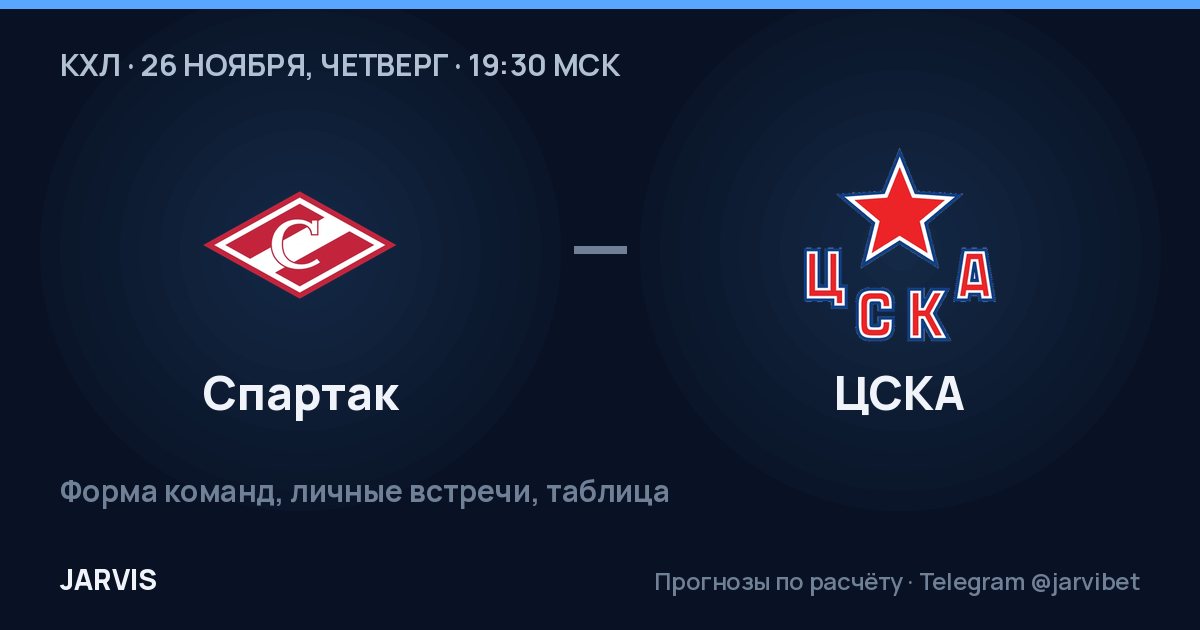 КХЛ · 26 НОЯБРЯ, ЧЕТВЕРГ · 19:30 МСК
С
ЦСКА
—
Спартак
ЦСКА
Форма команд, личные встречи, таблица
JARVIS
Прогнозы по расчёту · Telegram @jarvibet